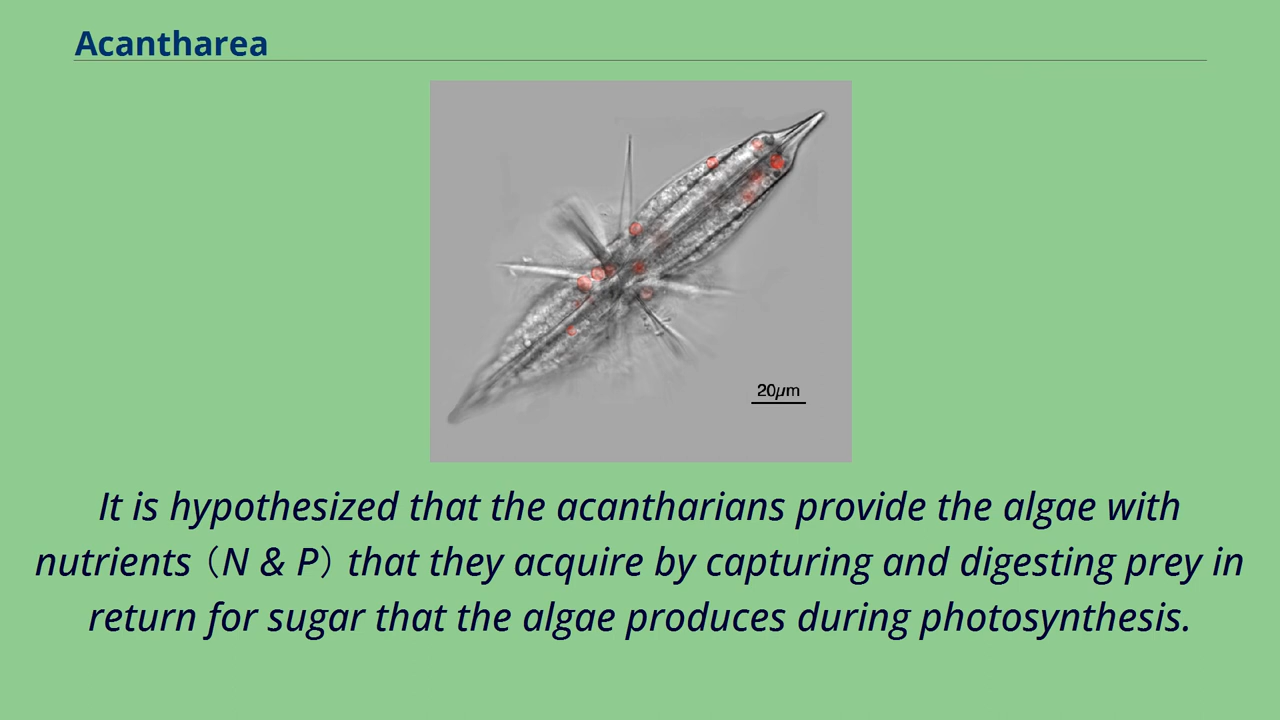 Acantharea
20µm
It is hypothesized that the acantharians provide the algae with
nutrients（N & P）that they acquire by capturing and digesting prey in
return for sugar that the algae produces during photosynthesis.